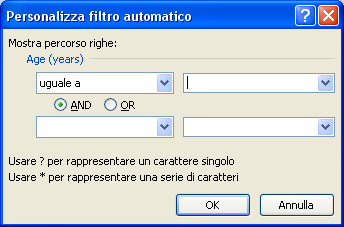 Personalizza filtro automatico
Mostra percorso righe:
Age (years)
uguale a
AND OR
Usare ? per rappresentare un carattere singolo
Usare * per rappresentare una serie di caratteri
OK Annulla